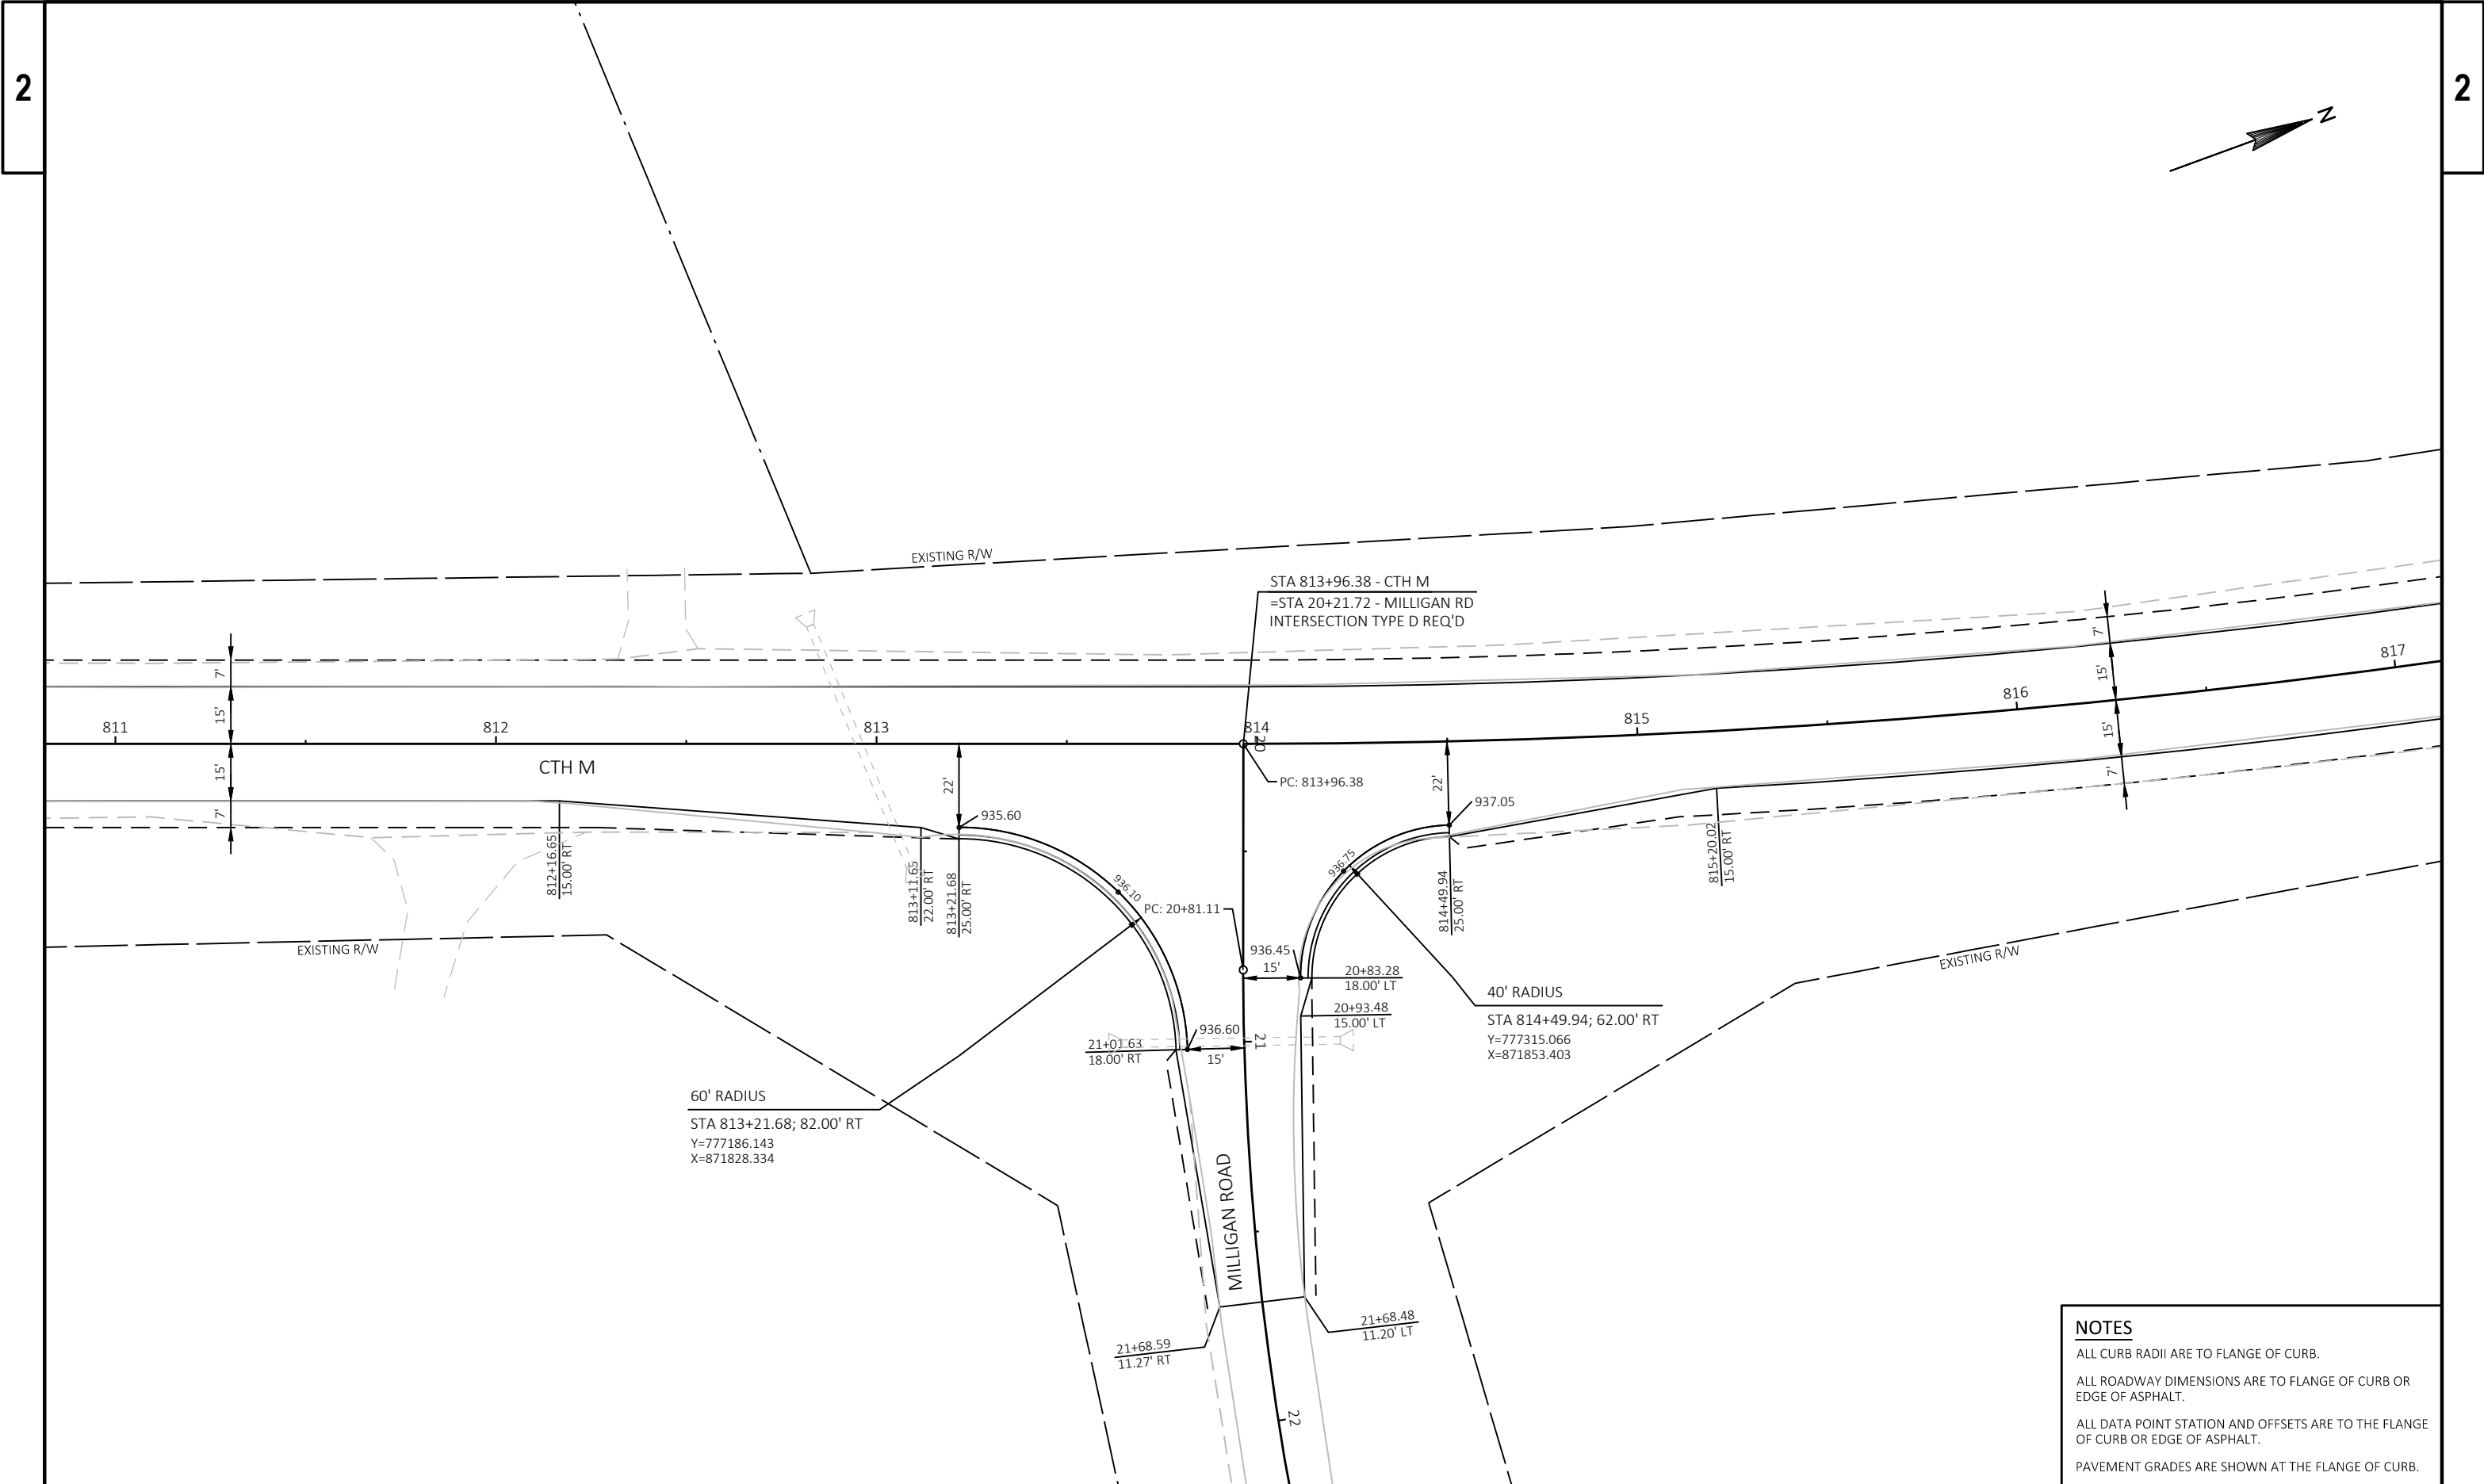 2
2
N
EXISTING R/W
STA 813+96.38 - CTH M
=STA 20+21.72 - MILLIGAN RD
INTERSECTION TYPE D REQ'D
7'
15'
15'
7'
811
812
813
814
815
816
817
7'
15'
15'
7'
20
CTH M
PC: 813+96.38
22'
22'
935.60
937.05
812+16.65
15.00' RT
813+11.65
22.00' RT
813+21.68
25.00' RT
936.10
936.75
814+49.94
25.00' RT
815+20.02
15.00' RT
PC: 20+81.11
EXISTING R/W
EXISTING R/W
936.45
15'
20+83.28
18.00' LT
20+93.48
15.00' LT
40' RADIUS
STA 814+49.94; 62.00' RT
Y=777315.066
X=871853.403
936.60
21+01.63
18.00' RT
15'
21
60' RADIUS
STA 813+21.68; 82.00' RT
Y=777186.143
X=871828.334
MILLIGAN ROAD
21+68.48
11.20' LT
21+68.59
11.27' RT
22
NOTES
ALL CURB RADII ARE TO FLANGE OF CURB.
ALL ROADWAY DIMENSIONS ARE TO FLANGE OF CURB OR
EDGE OF ASPHALT.
ALL DATA POINT STATION AND OFFSETS ARE TO THE FLANGE
OF CURB OR EDGE OF ASPHALT.
PAVEMENT GRADES ARE SHOWN AT THE FLANGE OF CURB.